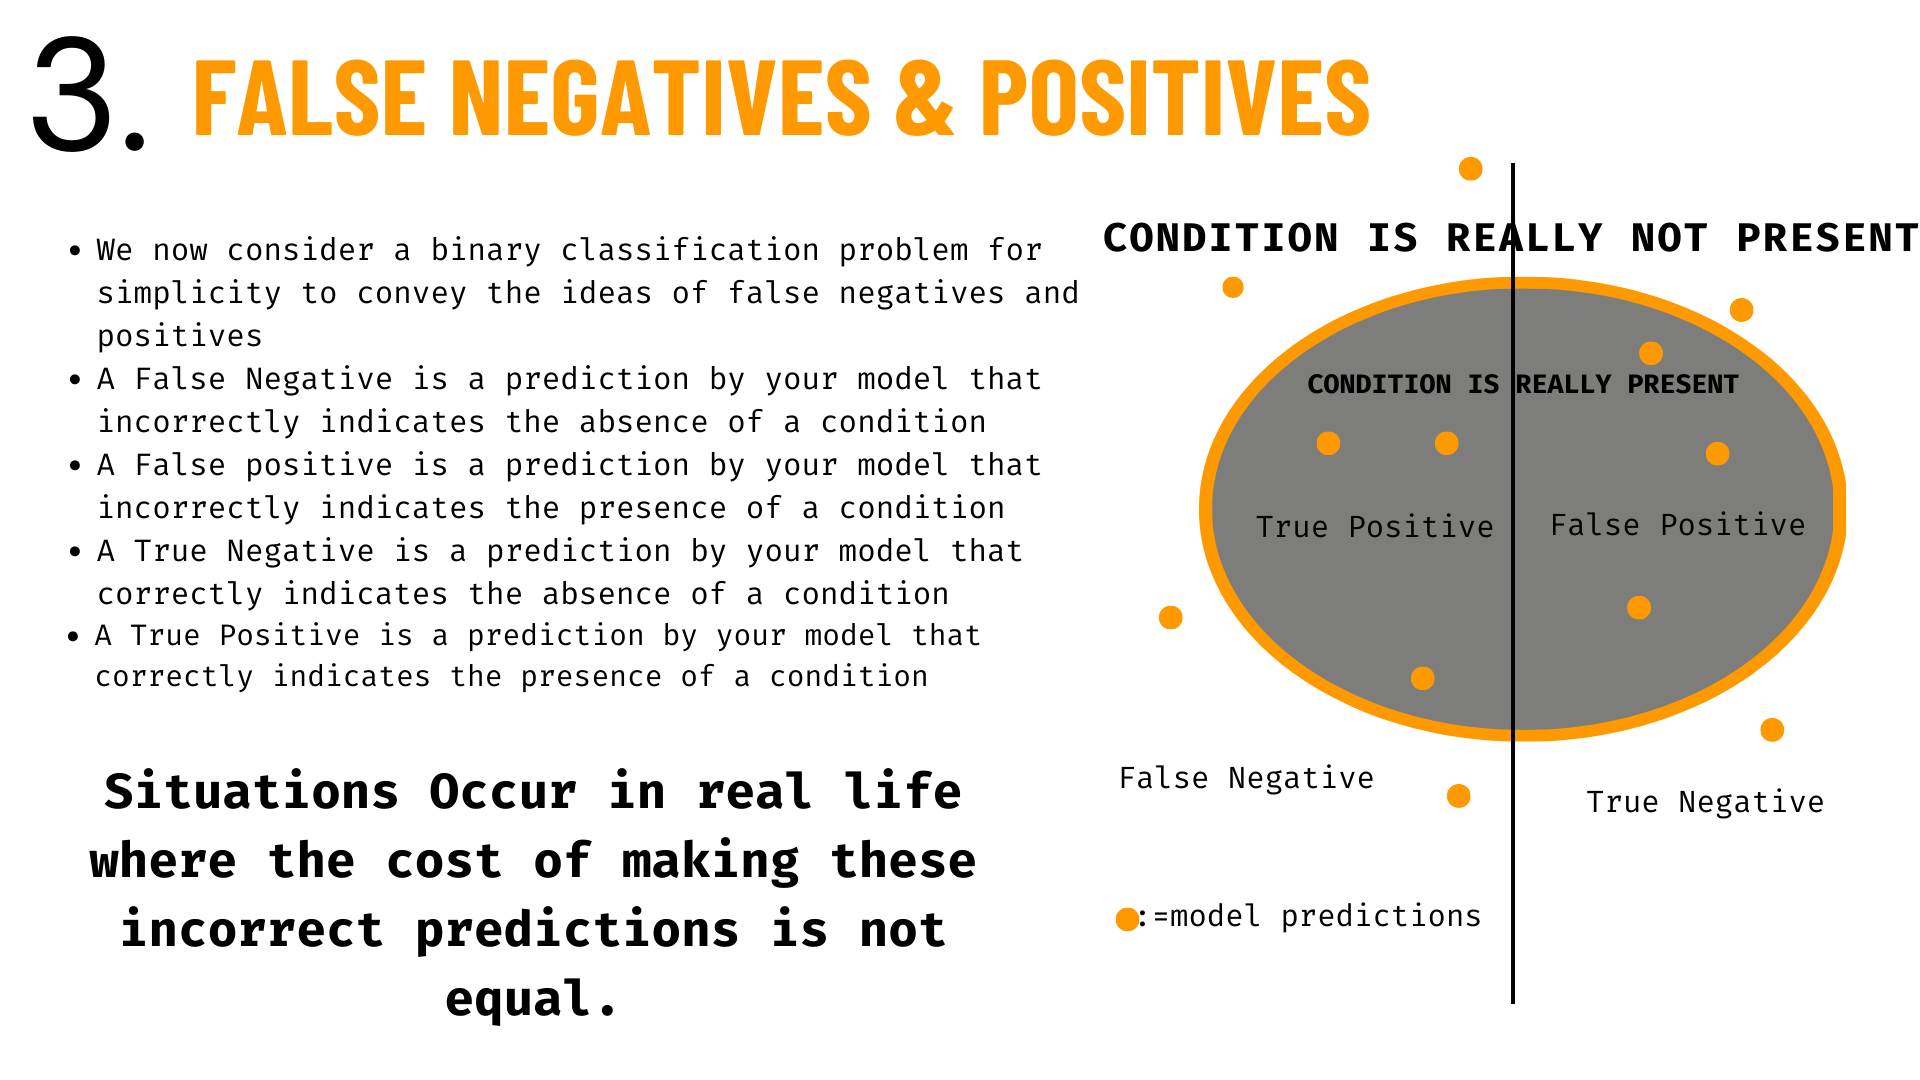 3. FALSE NEGATIVES & POSITIVES
• We now consider a binary classification problem for
simplicity to convey the ideas of false negatives and
positives
• A False Negative is a prediction by your model that
incorrectly indicates the absence of a condition
• A False positive is a prediction by your model that
incorrectly indicates the presence of a condition
• A True Negative is a prediction by your model that
correctly indicates the absence of a condition
• A True Positive is a prediction by your model that
correctly indicates the presence of a condition
Situations Occur in real life
where the cost of making these
incorrect predictions is not
equal.
CONDITION IS REALLY NOT PRESENT
CONDITION IS REALLY PRESENT
True Positive
False Positive
False Negative
True Negative
:=model predictions